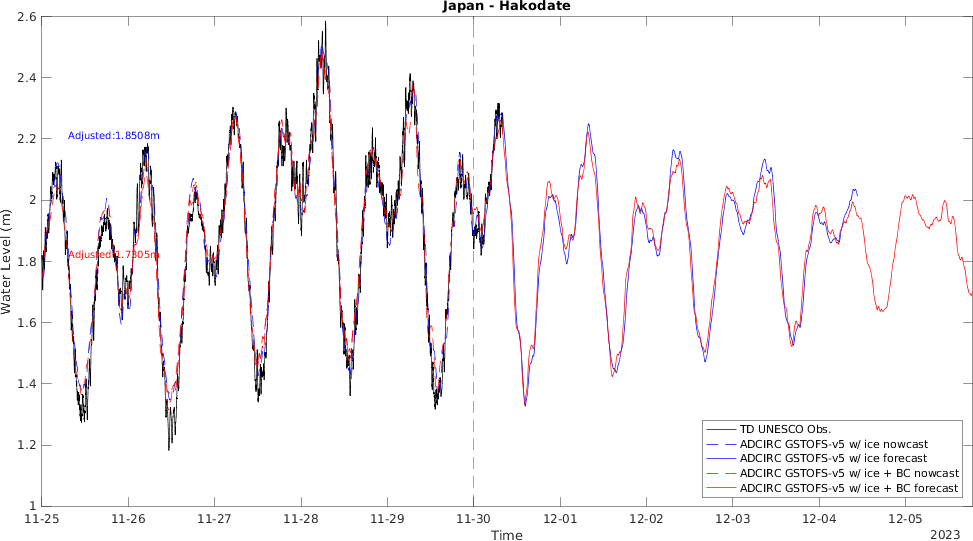 Japan - Hakodate
2.6
2.4
2.2
2
1.8
1.6
1.4
1.2
1
Water Level (m)
Adjusted:1.8508m
Adjusted:1.7305m
TD UNESCO Obs.
ADCIRC GSTOFS-v5 w/ ice nowcast
ADCIRC GSTOFS-v5 w/ ice forecast
ADCIRC GSTOFS-v5 w/ ice + BC nowcast
ADCIRC GSTOFS-v5 w/ ice + BC forecast
11-25 11-26 11-27 11-28 11-29 11-30 12-01 12-02 12-03 12-04 12-05
Time
2023